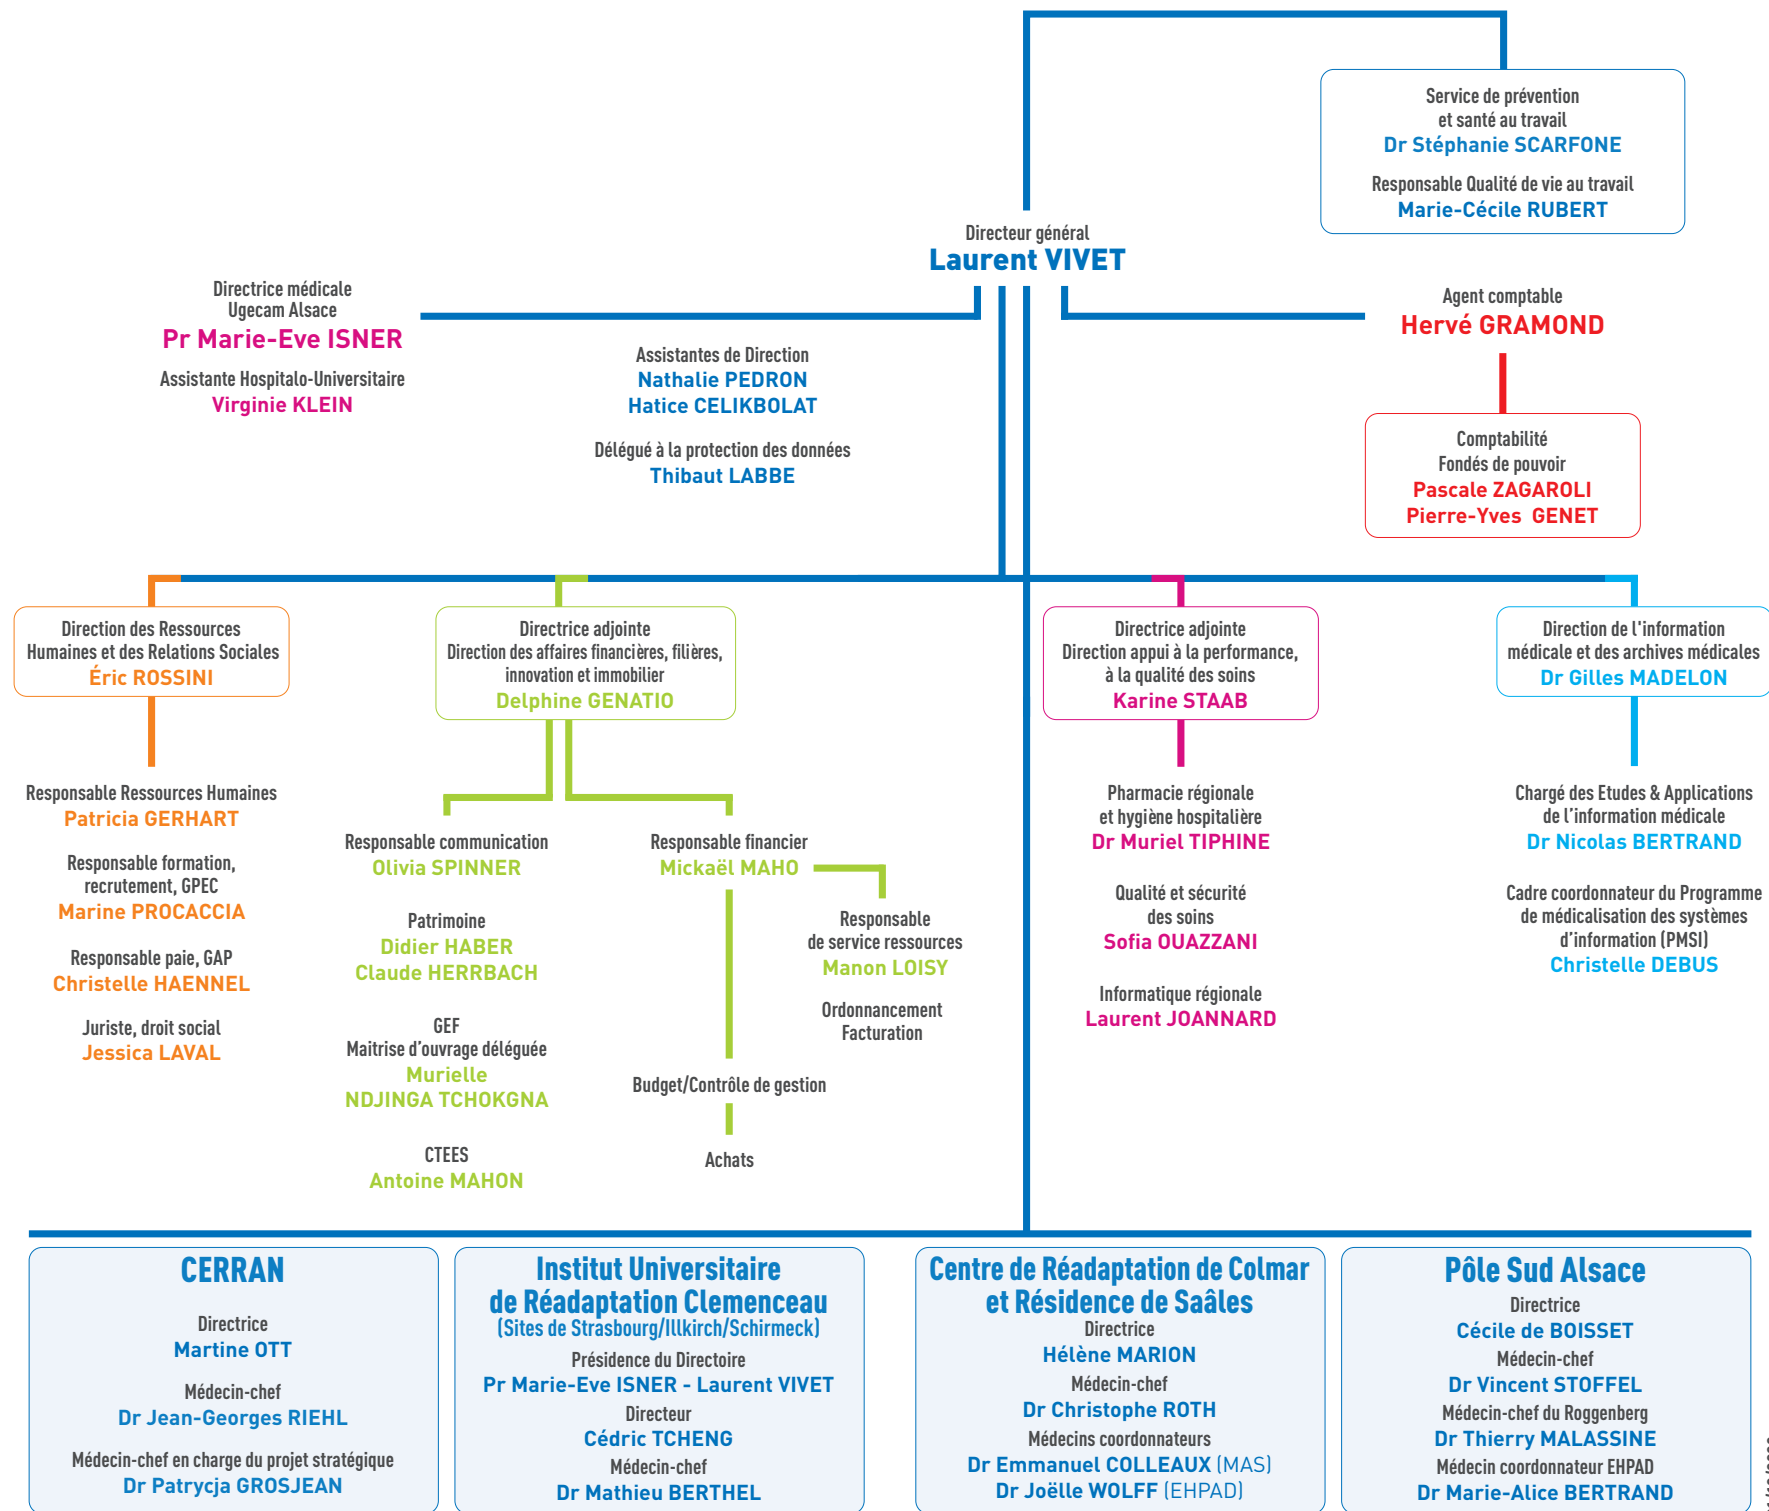 Service de prévention
et santé au travail
Dr Stéphanie SCARFONE
Responsable Qualité de vie au travail
Marie-Cécile RUBERT
Directeur général
Laurent VIVET
Directrice médicale
Ugecam Alsace
Pr Marie-Eve ISNER
Assistante Hospitalo-Universitaire
Virginie KLEIN
Assistantes de Direction
Nathalie PEDRON
Hatice CELIKBOLAT
Délégué à la protection des données
Thibaut LABBE
Agent comptable
Hervé GRAMOND
Comptabilité
Fondés de pouvoir
Pascale ZAGAROLI
Pierre-Yves GENET
Direction des Ressources
Humaines et des Relations Sociales
Éric ROSSINI
Responsable Ressources Humaines
Patricia GERHART
Responsable formation,
recrutement, GPEC
Marine PROCACCIA
Responsable paie, GAP
Christelle HAENNEL
Juriste, droit social
Jessica LAVAL
Directrice adjointe
Direction des affaires financières, filières,
innovation et immobilier
Delphine GENATIO
Responsable communication
Olivia SPINNER
Patrimoine
Didier HABER
Claude HERRBACH
GEF
Maitrise d’ouvrage déléguée
Murielle
NDJINGA TCHOKGNA
CTEES
Antoine MAHON
Responsable financier
Mickaël MAHO
Responsable
de service ressources
Manon LOISY
Ordonnancement
Facturation
Budget/Contrôle de gestion
Achats
Directrice adjointe
Direction appui à la performance,
à la qualité des soins
Karine STAAB
Pharmacie régionale
et hygiène hospitalière
Dr Muriel TIPHINE
Qualité et sécurité
des soins
Sofia OUAZZANI
Informatique régionale
Laurent JOANNARD
Direction de l'information
médicale et des archives médicales
Dr Gilles MADELON
Chargé des Etudes & Applications
de l’information médicale
Dr Nicolas BERTRAND
Cadre coordonnateur du Programme
de médicalisation des systèmes
d’information (PMSI)
Christelle DEBUS
CERRAN
Directrice
Martine OTT
Médecin-chef
Dr Jean-Georges RIEHL
Médecin-chef en charge du projet stratégique
Dr Patrycja GROSJEAN
Institut Universitaire
de Réadaptation Clemenceau
(Sites de Strasbourg/Illkirch/Schirmeck)
Présidence du Directoire
Pr Marie-Eve ISNER - Laurent VIVET
Directeur
Cédric TCHENG
Médecin-chef
Dr Mathieu BERTHEL
Centre de Réadaptation de Colmar
et Résidence de Saâles
Directrice
Hélène MARION
Médecin-chef
Dr Christophe ROTH
Médecins coordonnateurs
Dr Emmanuel COLLEAUX (MAS)
Dr Joëlle WOLFF (EHPAD)
Pôle Sud Alsace
Directrice
Cécile de BOISSET
Médecin-chef
Dr Vincent STOFFEL
Médecin-chef du Roggenberg
Dr Thierry MALASSINE
Médecin coordonnateur EHPAD
Dr Marie-Alice BERTRAND